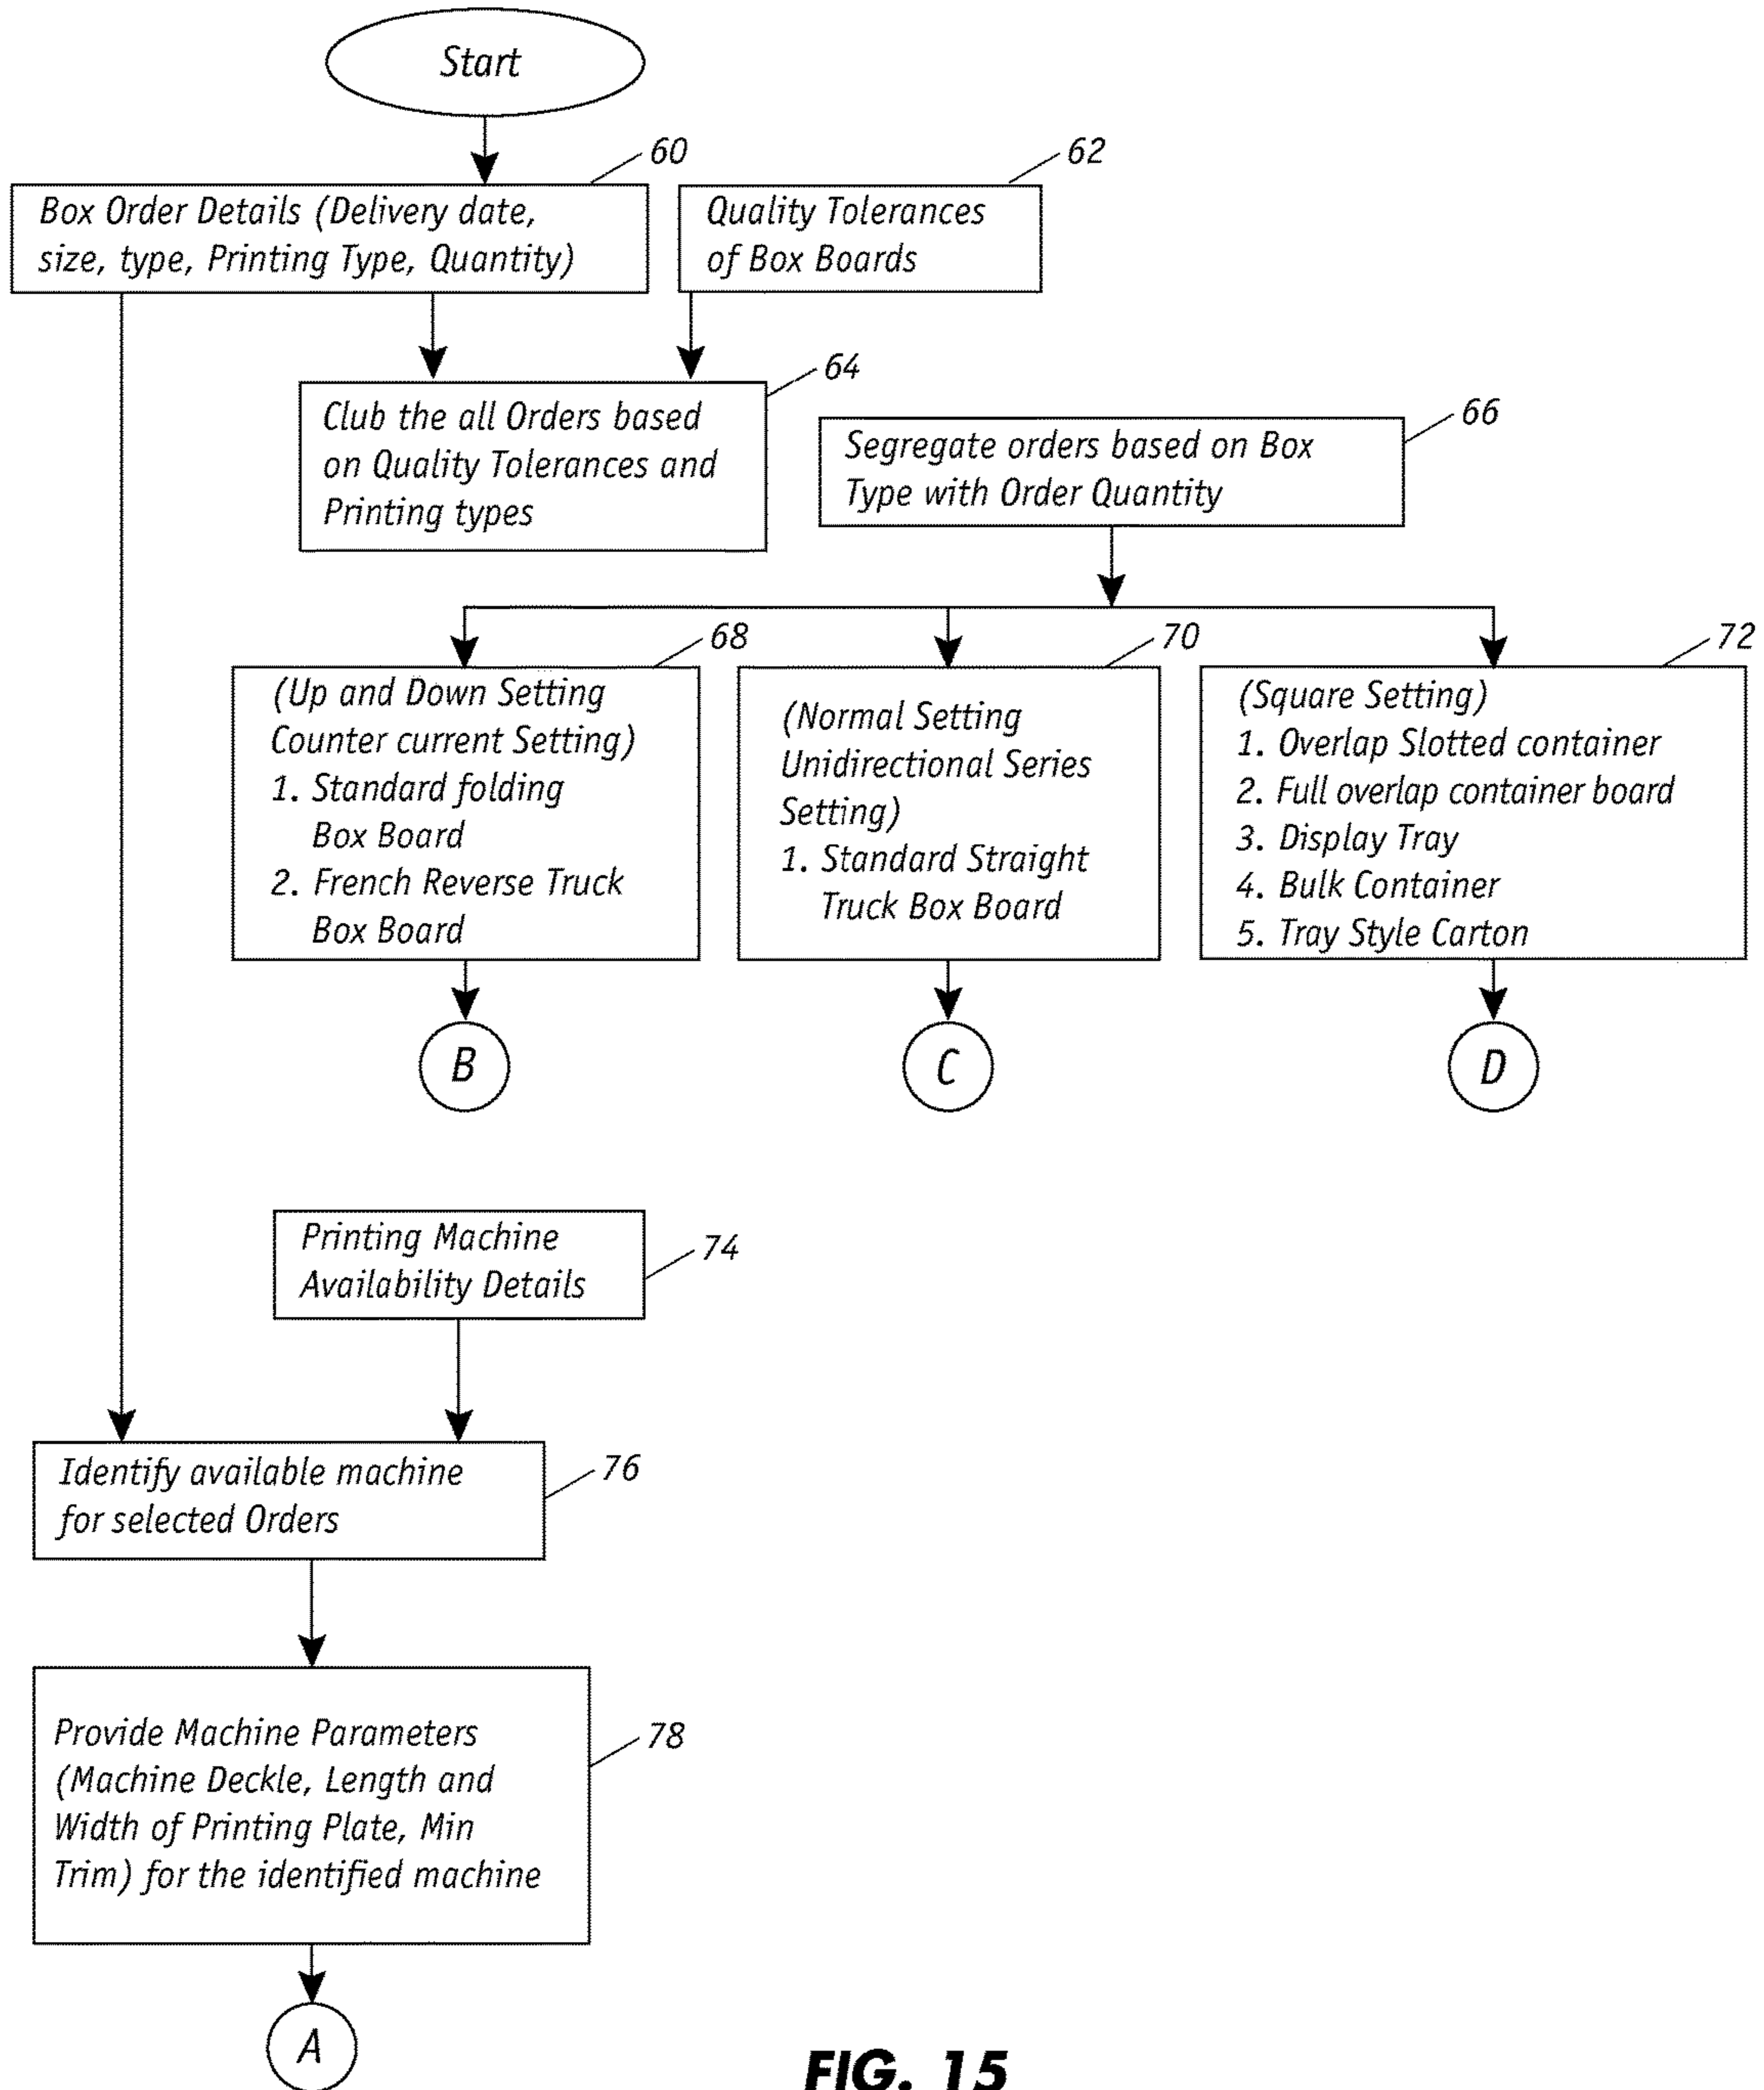 Start
60
Box Order Details (Delivery date,
size, type, Printing Type, Quantity)
62
Quality Tolerances
of Box Boards
64
Club the all Orders based
on Quality Tolerances and
Printing types
66
Segregate orders based on Box
Type with Order Quantity
68
(Up and Down Setting
Counter current Setting)
1. Standard folding
Box Board
2. French Reverse Truck
Box Board
70
(Normal Setting
Unidirectional Series
Setting)
1. Standard Straight
Truck Box Board
72
(Square Setting)
1. Overlap Slotted container
2. Full overlap container board
3. Display Tray
4. Bulk Container
5. Tray Style Carton
B
C
D
74
Printing Machine
Availability Details
76
Identify available machine
for selected Orders
78
Provide Machine Parameters
(Machine Deckle, Length and
Width of Printing Plate, Min
Trim) for the identified machine
A
FIG. 15